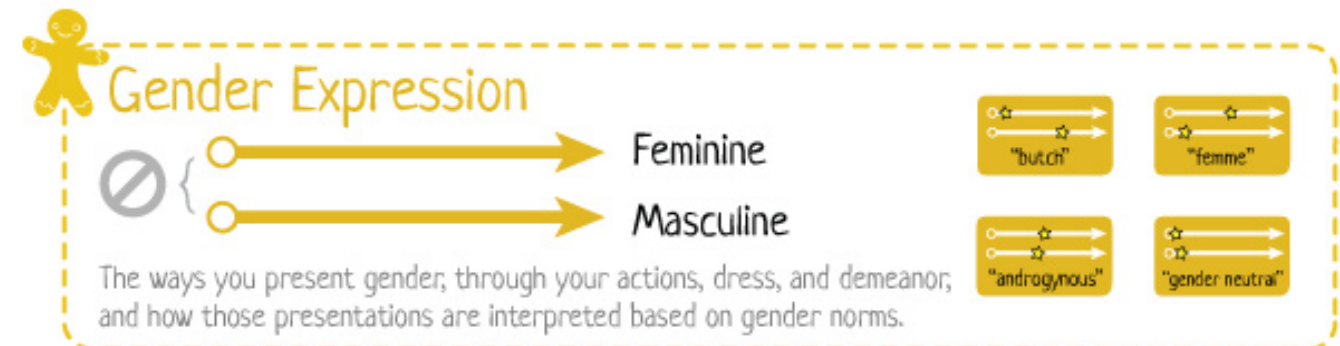 Gender Expression
Feminine
Masculine
The ways you present gender, through your actions, dress, and demeanor,
and how those presentations are interpreted based on gender norms.
"butch"
"femme"
"androgynous"
"gender neutral"